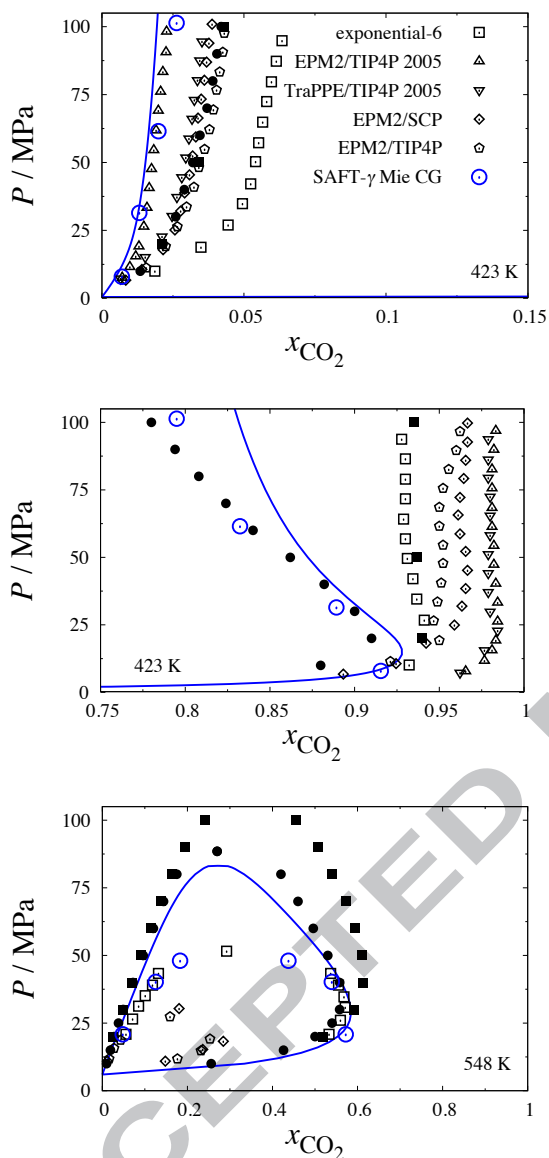 100
75
50
25
0
P / MPa
exponential-6
EPM2/TIP4P 2005
TraPPE/TIP4P 2005
EPM2/SCP
EPM2/TIP4P
SAFT-γ Mie CG
423 K
0
0.05
0.1
0.15
xCO2
100
75
50
25
0
P / MPa
423 K
0.75
0.8
0.85
0.9
0.95
1
xCO2
100
75
50
25
0
P / MPa
548 K
0
0.2
0.4
0.6
0.8
1
xCO2
CEPTED